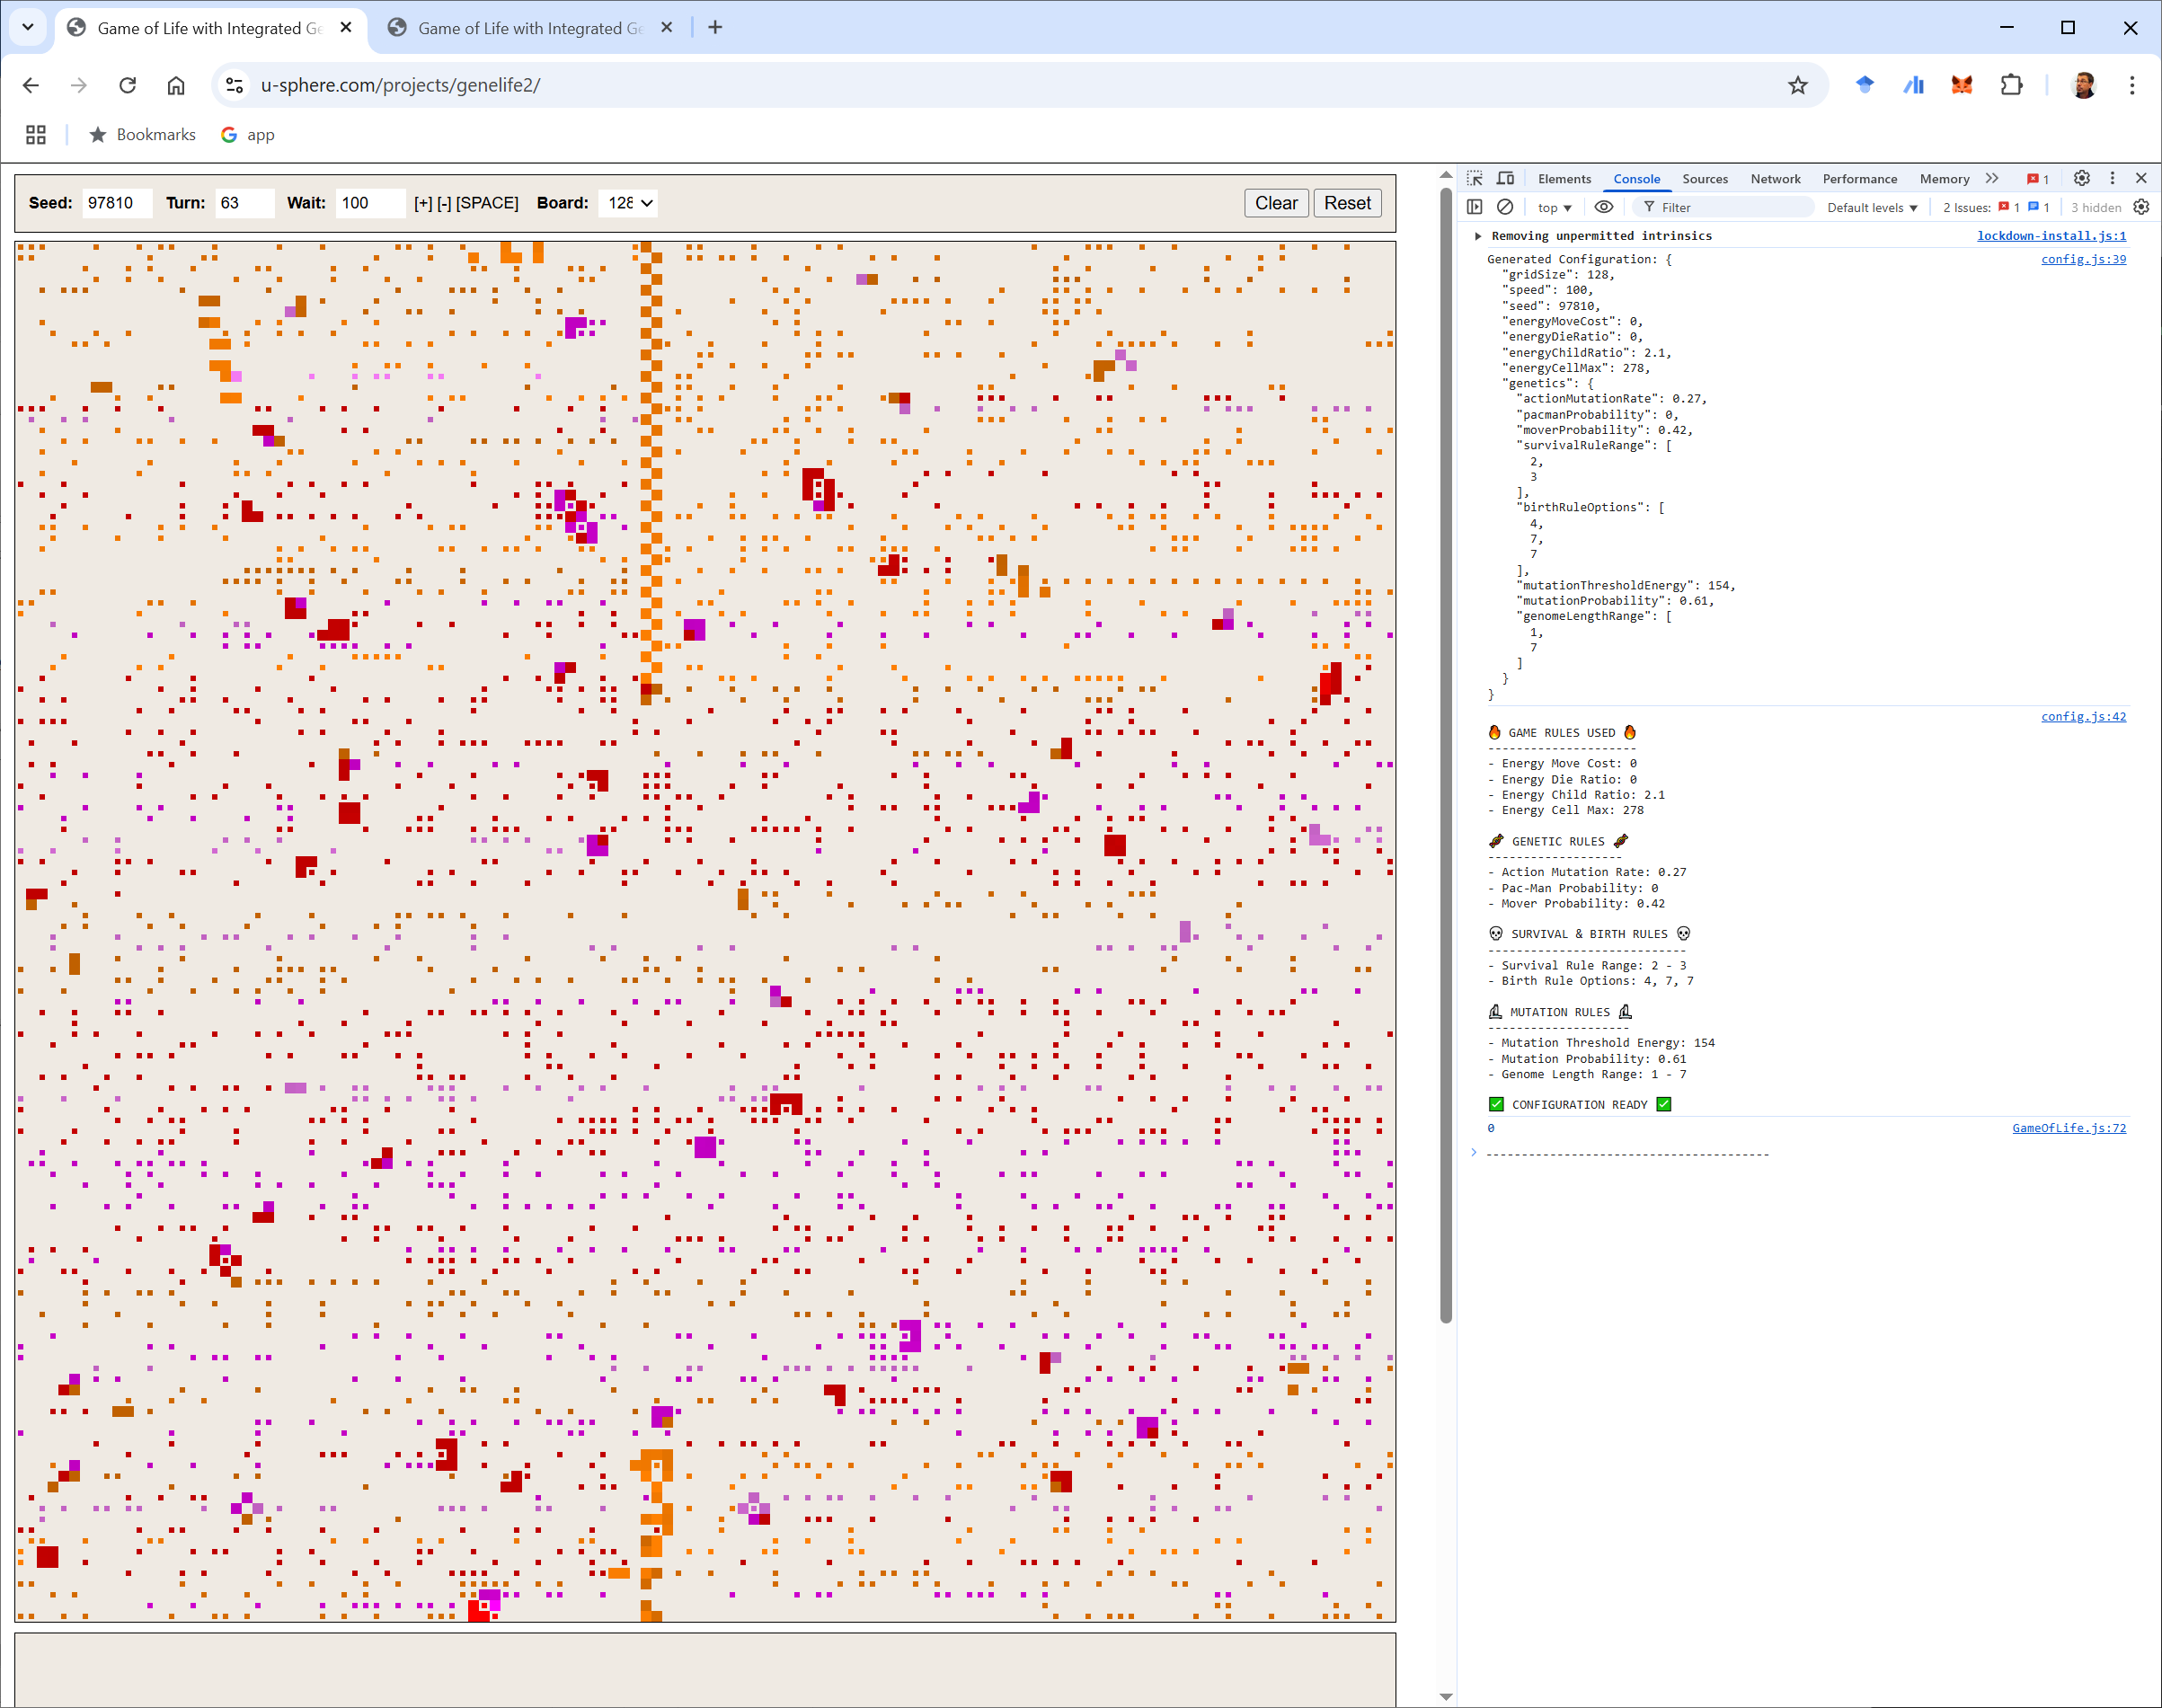 Game of Life with Integrated Ge
Game of Life with Integrated Ge
u-sphere.com/projects/genelife2/
Bookmarks
app
Seed: 97810 Turn: 63 Wait: 100 [+] [-] [SPACE] Board: 128 Clear Reset
Elements Console Sources Network Performance Memory 1
top Filter Default levels 2 Issues: 1 1 3 hidden
Removing unpermitted intrinsics lockdown-install.js:1
Generated Configuration: { config.js:39
"gridSize": 128,
"speed": 100,
"seed": 97810,
"energyMoveCost": 0,
"energyDieRatio": 0,
"energyChildRatio": 2.1,
"energyCellMax": 278,
"genetics": {
"actionMutationRate": 0.27,
"pacmanProbability": 0,
"moverProbability": 0.42,
"survivalRuleRange": [
2,
3
],
"birthRuleOptions": [
4,
7,
7
],
"mutationThresholdEnergy": 154,
"mutationProbability": 0.61,
"genomeLengthRange": [
1,
7
]
}
}
config.js:42
🔥 GAME RULES USED 🔥
---------------------
- Energy Move Cost: 0
- Energy Die Ratio: 0
- Energy Child Ratio: 2.1
- Energy Cell Max: 278
GENETIC RULES
-------------------
- Action Mutation Rate: 0.27
- Pac-Man Probability: 0
- Mover Probability: 0.42
💀 SURVIVAL & BIRTH RULES 💀
----------------------------
- Survival Rule Range: 2 - 3
- Birth Rule Options: 4, 7, 7
MUTATION RULES
--------------------
- Mutation Threshold Energy: 154
- Mutation Probability: 0.61
- Genome Length Range: 1 - 7
✅ CONFIGURATION READY ✅
0 GameOfLife.js:72
----------------------------------------